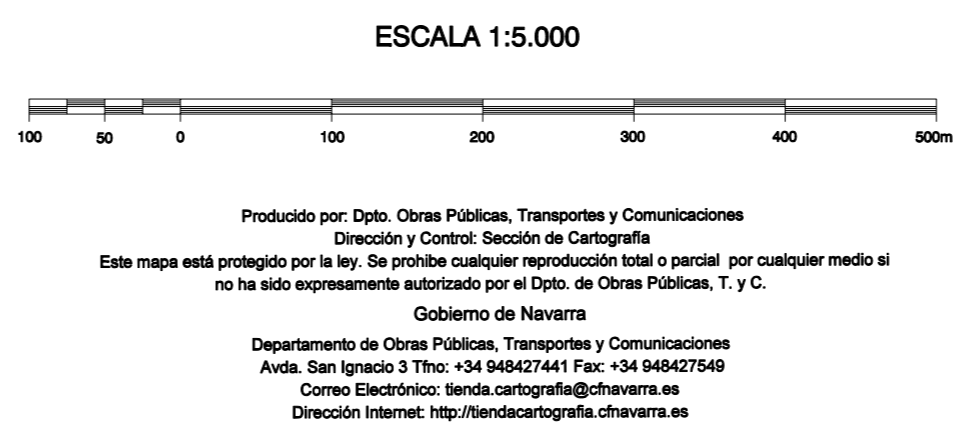 ESCALA 1:5.000
100 50 0 100 200 300 400 500m
Producido por: Dpto. Obras Públicas, Transportes y Comunicaciones
Dirección y Control: Sección de Cartografía
Este mapa está protegido por la ley. Se prohibe cualquier reproducción total o parcial por cualquier medio si
no ha sido expresamente autorizado por el Dpto. de Obras Públicas, T. y C.
Gobierno de Navarra
Departamento de Obras Públicas, Transportes y Comunicaciones
Avda. San Ignacio 3 Tfno: +34 948427441 Fax: +34 948427549
Correo Electrónico: tienda.cartografia@cfnavarra.es
Dirección Internet: http://tiendacartografia.cfnavarra.es